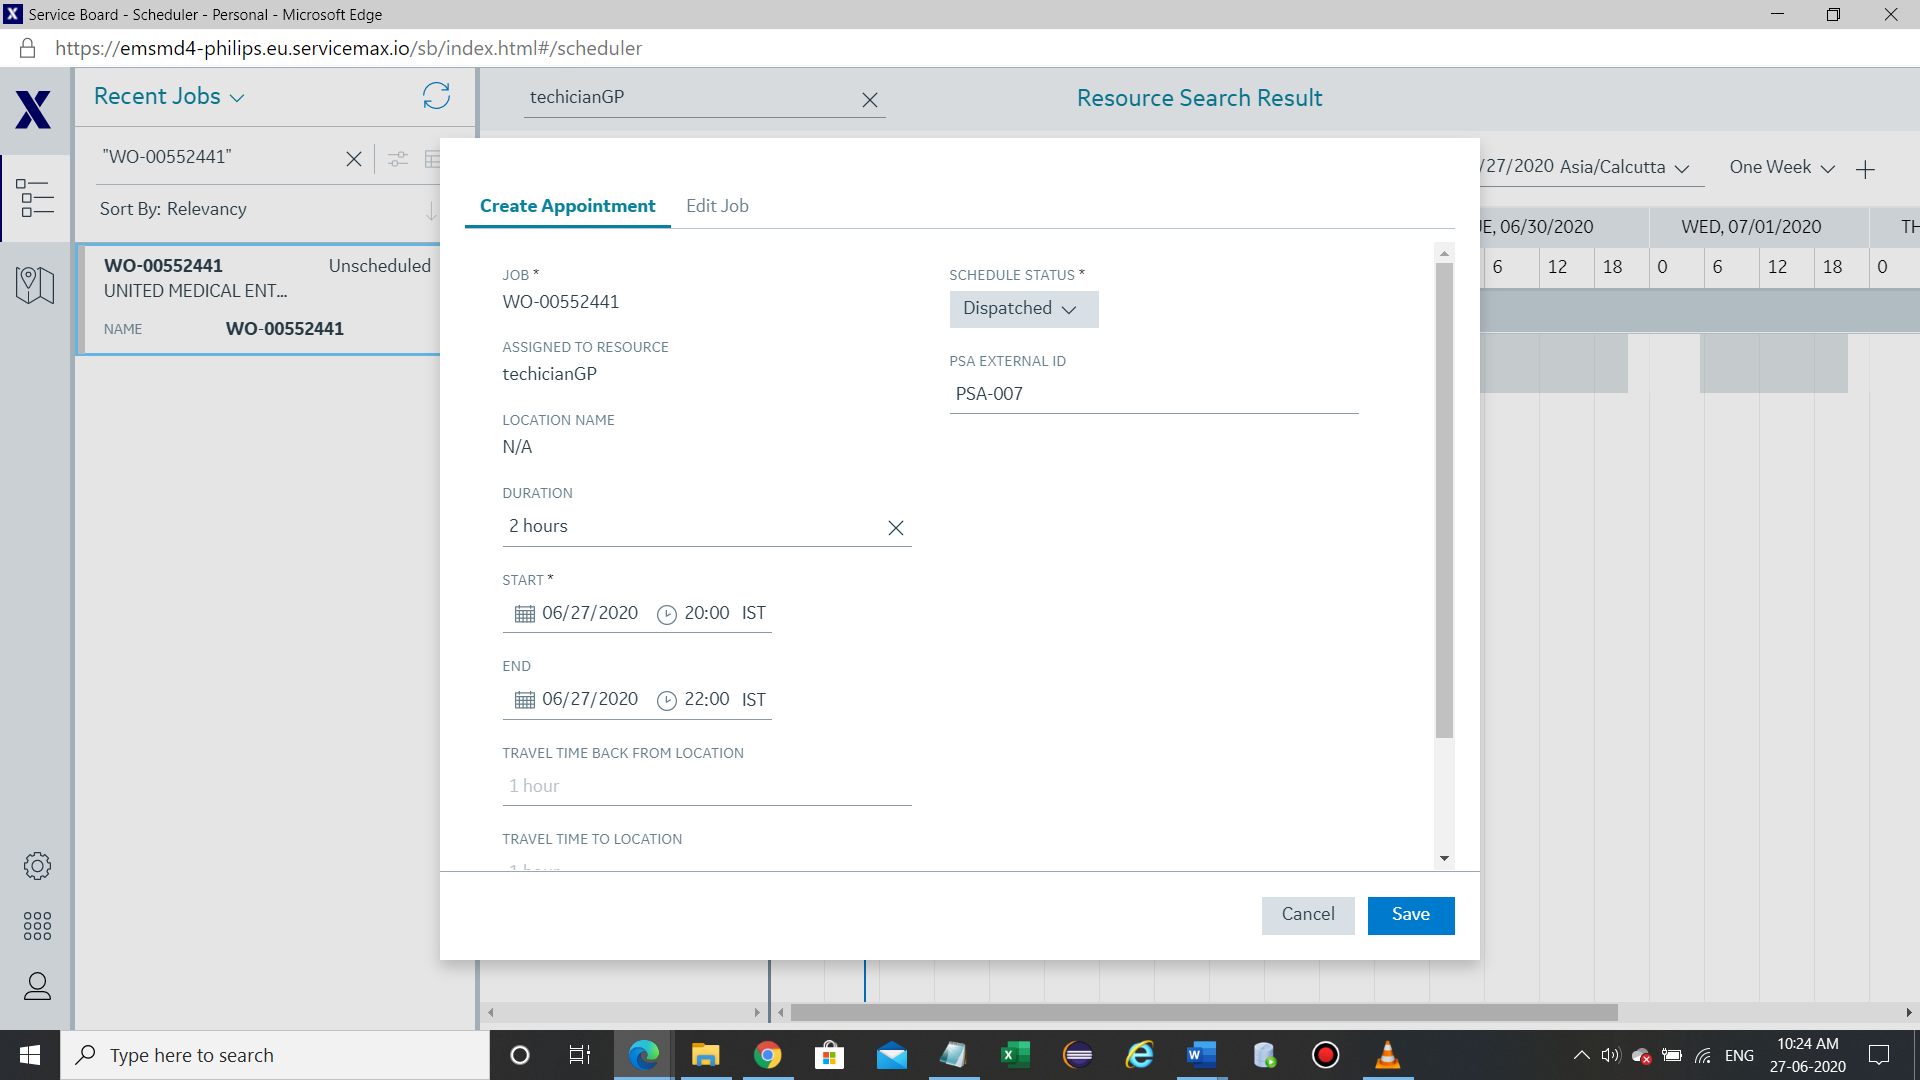 Service Board - Scheduler - Personal - Microsoft Edge
https://emsmd4-philips.eu.servicemax.io/sb/index.html#/scheduler
Recent Jobs
techicianGP
Resource Search Result
"WO-00552441"
/27/2020 Asia/Calcutta
One Week
Sort By: Relevancy
E, 06/30/2020
WED, 07/01/2020
TH
6 12 18 0 6 12 18 0
WO-00552441 Unscheduled
UNITED MEDICAL ENT...
NAME WO-00552441
Create Appointment
Edit Job
JOB *
WO-00552441
ASSIGNED TO RESOURCE
techicianGP
LOCATION NAME
N/A
DURATION
2 hours
START *
06/27/2020 20:00 IST
END
06/27/2020 22:00 IST
TRAVEL TIME BACK FROM LOCATION
1 hour
TRAVEL TIME TO LOCATION
SCHEDULE STATUS *
Dispatched
PSA EXTERNAL ID
PSA-007
Cancel
Save
Type here to search
ENG
10:24 AM
27-06-2020